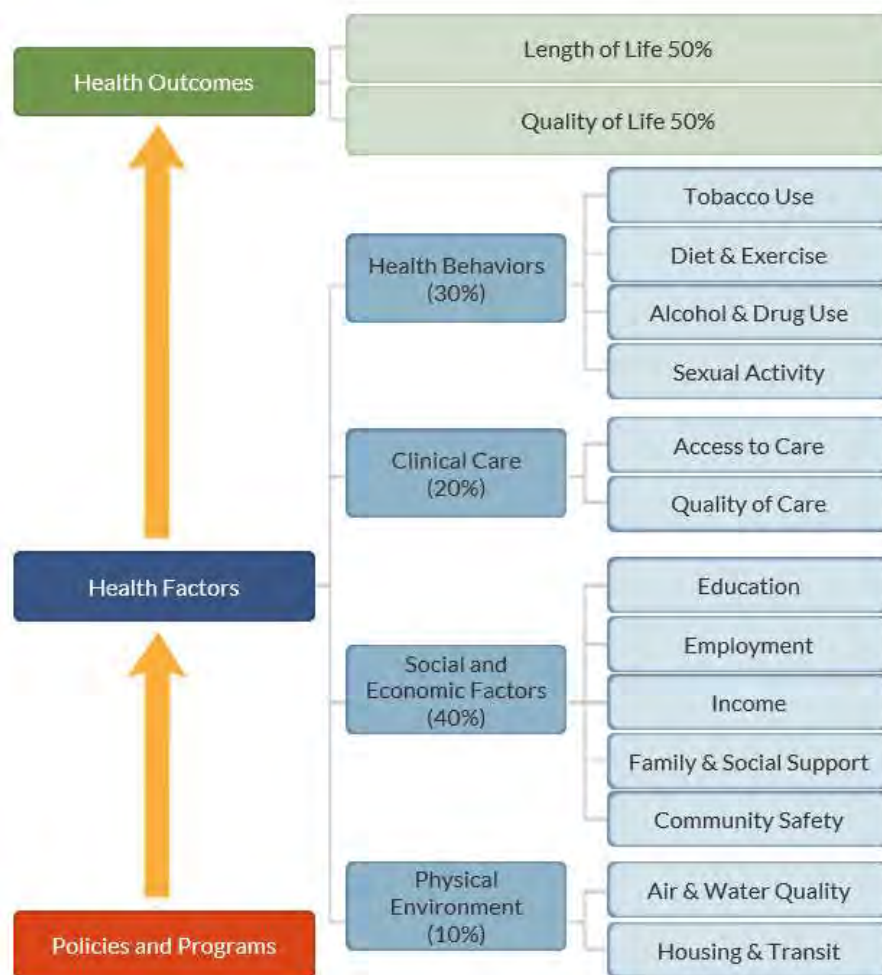 Health Outcomes
Length of Life 50%
Quality of Life 50%
Health Factors
Health Behaviors
(30%)
Tobacco Use
Diet & Exercise
Alcohol & Drug Use
Sexual Activity
Clinical Care
(20%)
Access to Care
Quality of Care
Social and
Economic Factors
(40%)
Education
Employment
Income
Family & Social Support
Community Safety
Physical
Environment
(10%)
Air & Water Quality
Housing & Transit
Policies and Programs